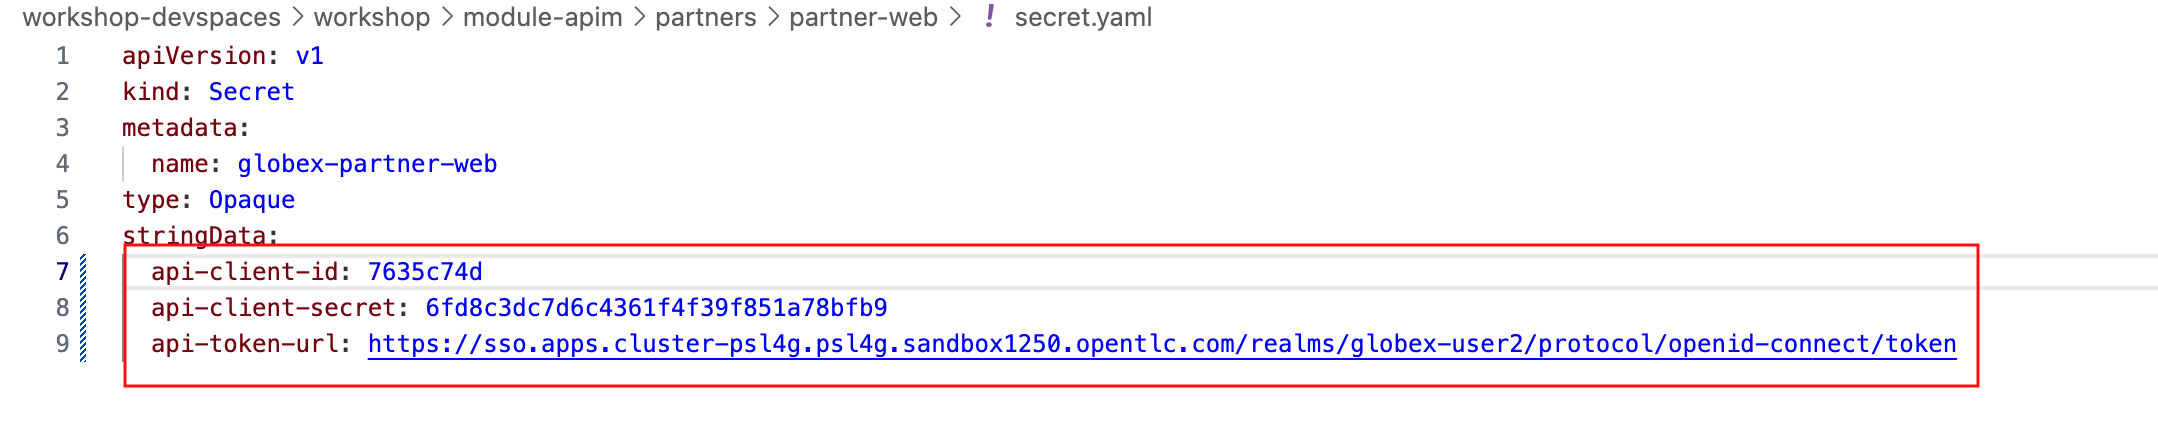 workshop-devspaces > workshop > module-apim > partners > partner-web > ! secret.yaml
1 apiVersion: v1
2 kind: Secret
3 metadata:
4   name: globex-partner-web
5 type: Opaque
6 stringData:
7   api-client-id: 7635c74d
8   api-client-secret: 6fd8c3dc7d6c4361f4f39f851a78bfb9
9   api-token-url: https://sso.apps.cluster-psl4g.psl4g.sandbox1250.opentlc.com/realms/globex-user2/protocol/openid-connect/token